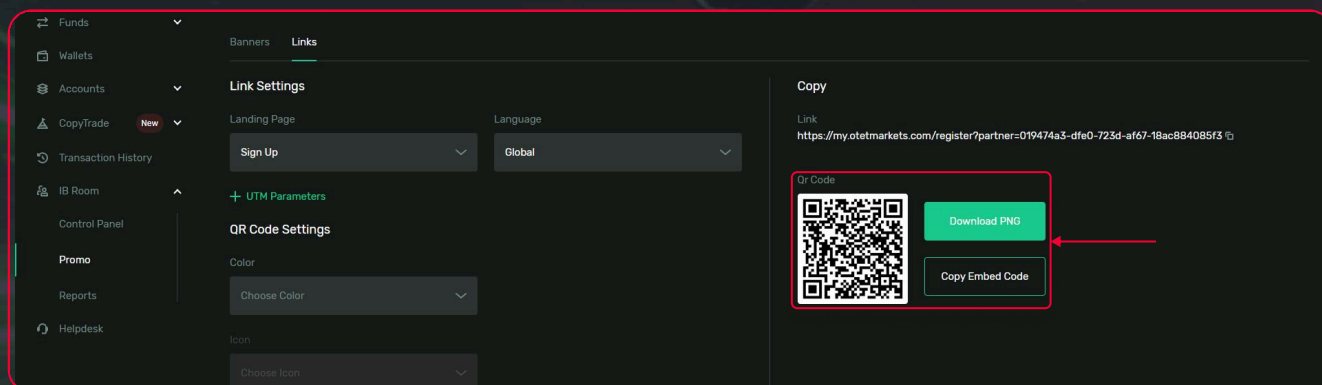 Funds
Wallets
Accounts
CopyTrade New
Transaction History
IB Room
Control Panel
Promo
Reports
Helpdesk
Banners Links
Link Settings
Landing Page Language
Sign Up Global
+ UTM Parameters
QR Code Settings
Color
Choose Color
Icon
Choose Icon
Copy
Link
https://my.otetmarkets.com/register?partner=019474a3-dfe0-723d-af67-18ac884085f3
Qr Code
Download PNG
Copy Embed Code